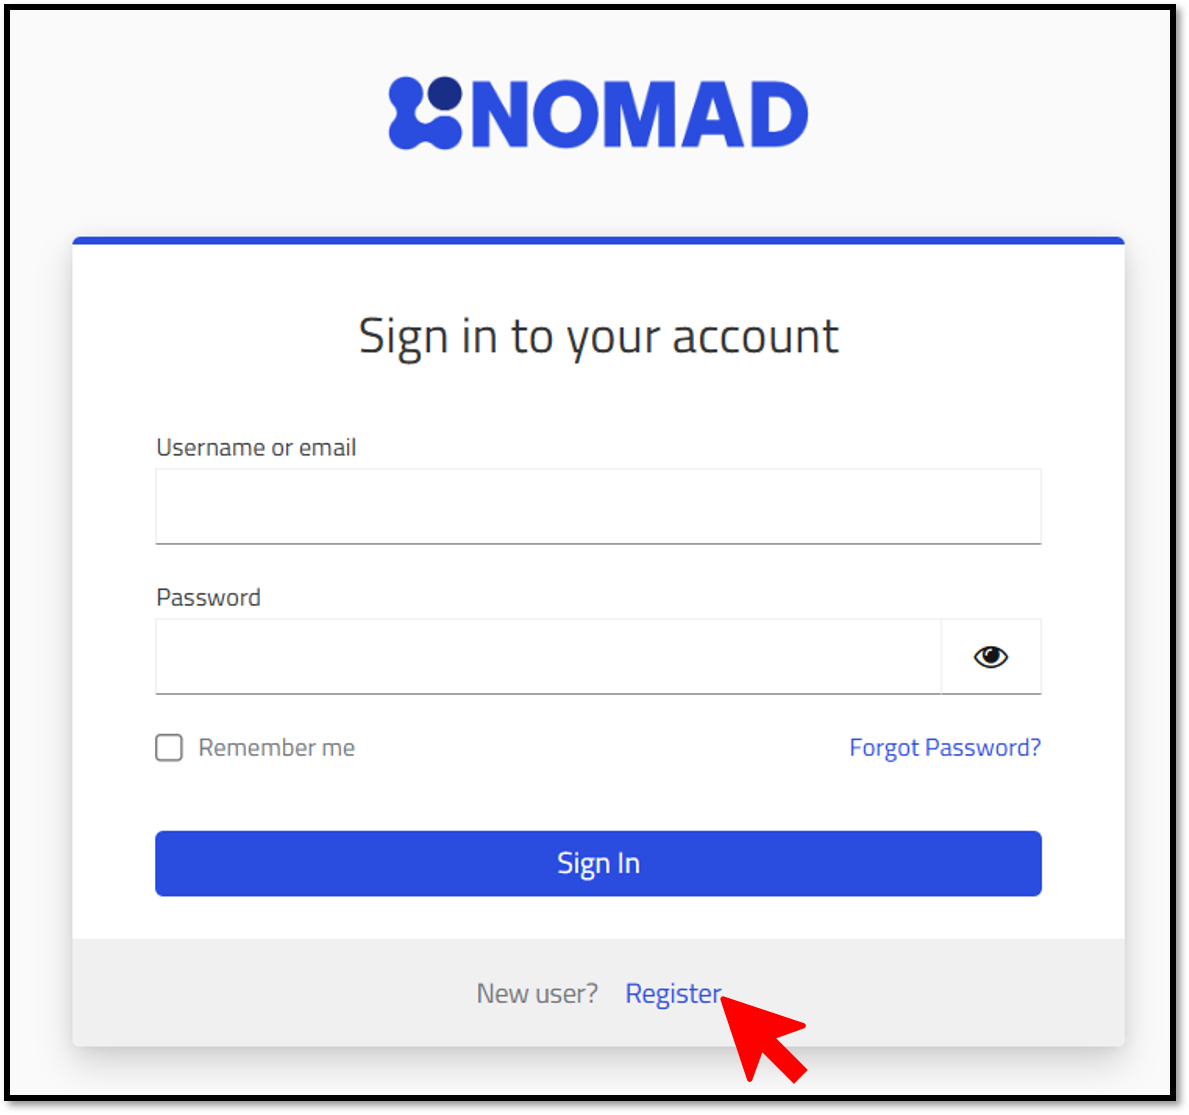 NOMAD
Sign in to your account
Username or email
Password
Remember me
Forgot Password?
Sign In
New user? Register